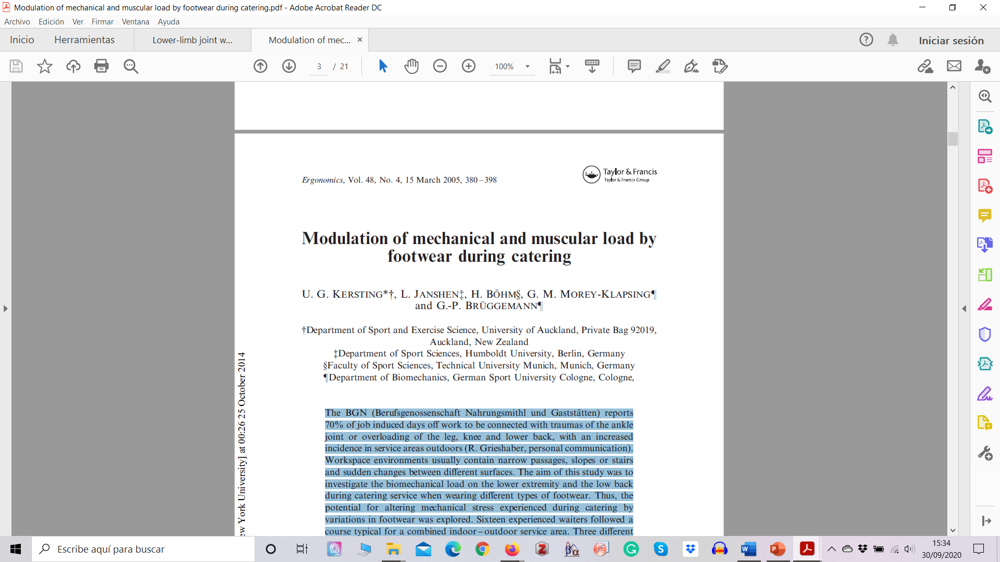 Modulation of mechanical and muscular load by footwear during catering.pdf - Adobe Acrobat Reader DC
Archivo Edición Ver Firmar Ventana Ayuda
Inicio Herramientas Lower-limb joint w... Modulation of mec... × Iniciar sesión
3 / 21 100%
Ergonomics, Vol. 48, No. 4, 15 March 2005, 380–398
Taylor & Francis
Taylor & Francis Group
Modulation of mechanical and muscular load by
footwear during catering
U. G. KERSTING*†, L. JANSHEN‡, H. BÖHM§, G. M. MOREY-KLAPSING¶
and G.-P. BRÜGGEMANN¶
†Department of Sport and Exercise Science, University of Auckland, Private Bag 92019,
Auckland, New Zealand
‡Department of Sport Sciences, Humboldt University, Berlin, Germany
§Faculty of Sport Sciences, Technical University Munich, Munich, Germany
¶Department of Biomechanics, German Sport University Cologne, Cologne,
ew York University] at 00:26 25 October 2014
The BGN (Berufsgenossenschaft Nahrungsmithl und Gaststätten) reports
70% of job induced days off work to be connected with traumas of the ankle
joint or overloading of the leg, knee and lower back, with an increased
incidence in service areas outdoors (R. Grieshaber, personal communication).
Workspace environments usually contain narrow passages, slopes or stairs
and sudden changes between different surfaces. The aim of this study was to
investigate the biomechanical load on the lower extremity and the low back
during catering service when wearing different types of footwear. Thus, the
potential for altering mechanical stress experienced during catering by
variations in footwear was explored. Sixteen experienced waiters followed a
course typical for a combined indoor–outdoor service area. Three different
Escribe aquí para buscar
15:34
30/09/2020